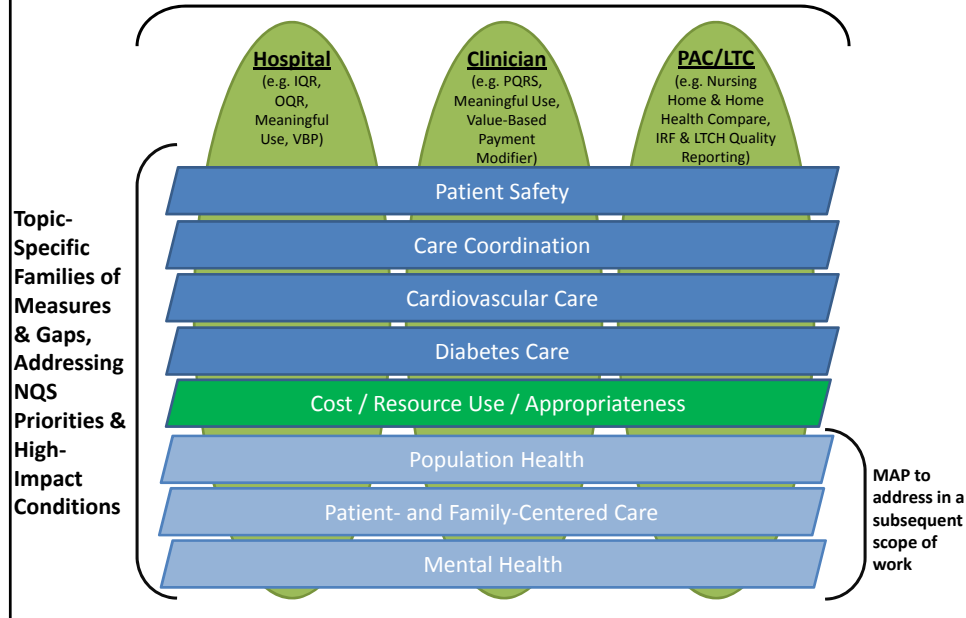 Hospital
(e.g. IQR,
OQR,
Meaningful
Use, VBP)
Clinician
(e.g. PQRS,
Meaningful Use,
Value-Based
Payment
Modifier)
PAC/LTC
(e.g. Nursing
Home & Home
Health Compare,
IRF & LTCH Quality
Reporting)
Topic-
Specific
Families of
Measures
& Gaps,
Addressing
NQS
Priorities &
High-
Impact
Conditions
Patient Safety
Care Coordination
Cardiovascular Care
Diabetes Care
Cost / Resource Use / Appropriateness
Population Health
Patient- and Family-Centered Care
Mental Health
MAP to
address in a
subsequent
scope of
work